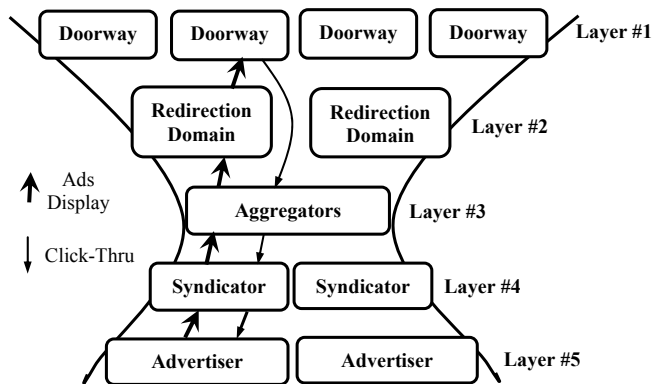 Doorway Doorway Doorway Doorway Layer #1
Redirection
Domain
Redirection
Domain
Layer #2
Ads
Display
Aggregators Layer #3
Click-Thru
Syndicator Syndicator Layer #4
Advertiser Advertiser Layer #5